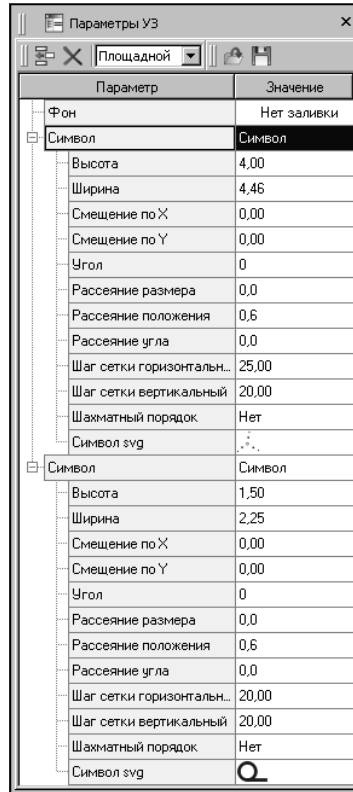 Параметры УЗ
Площадной
Параметр Значение
Фон Нет заливки
Символ Символ
Высота 4,00
Ширина 4,46
Смещение по X 0,00
Смещение по Y 0,00
Угол 0
Рассеяние размера 0,0
Рассеяние положения 0,6
Рассеяние угла 0,0
Шаг сетки горизонтальн... 25,00
Шаг сетки вертикальный 20,00
Шахматный порядок Нет
Символ svg
Символ Символ
Высота 1,50
Ширина 2,25
Смещение по X 0,00
Смещение по Y 0,00
Угол 0
Рассеяние размера 0,0
Рассеяние положения 0,6
Рассеяние угла 0,0
Шаг сетки горизонтальн... 20,00
Шаг сетки вертикальный 20,00
Шахматный порядок Нет
Символ svg